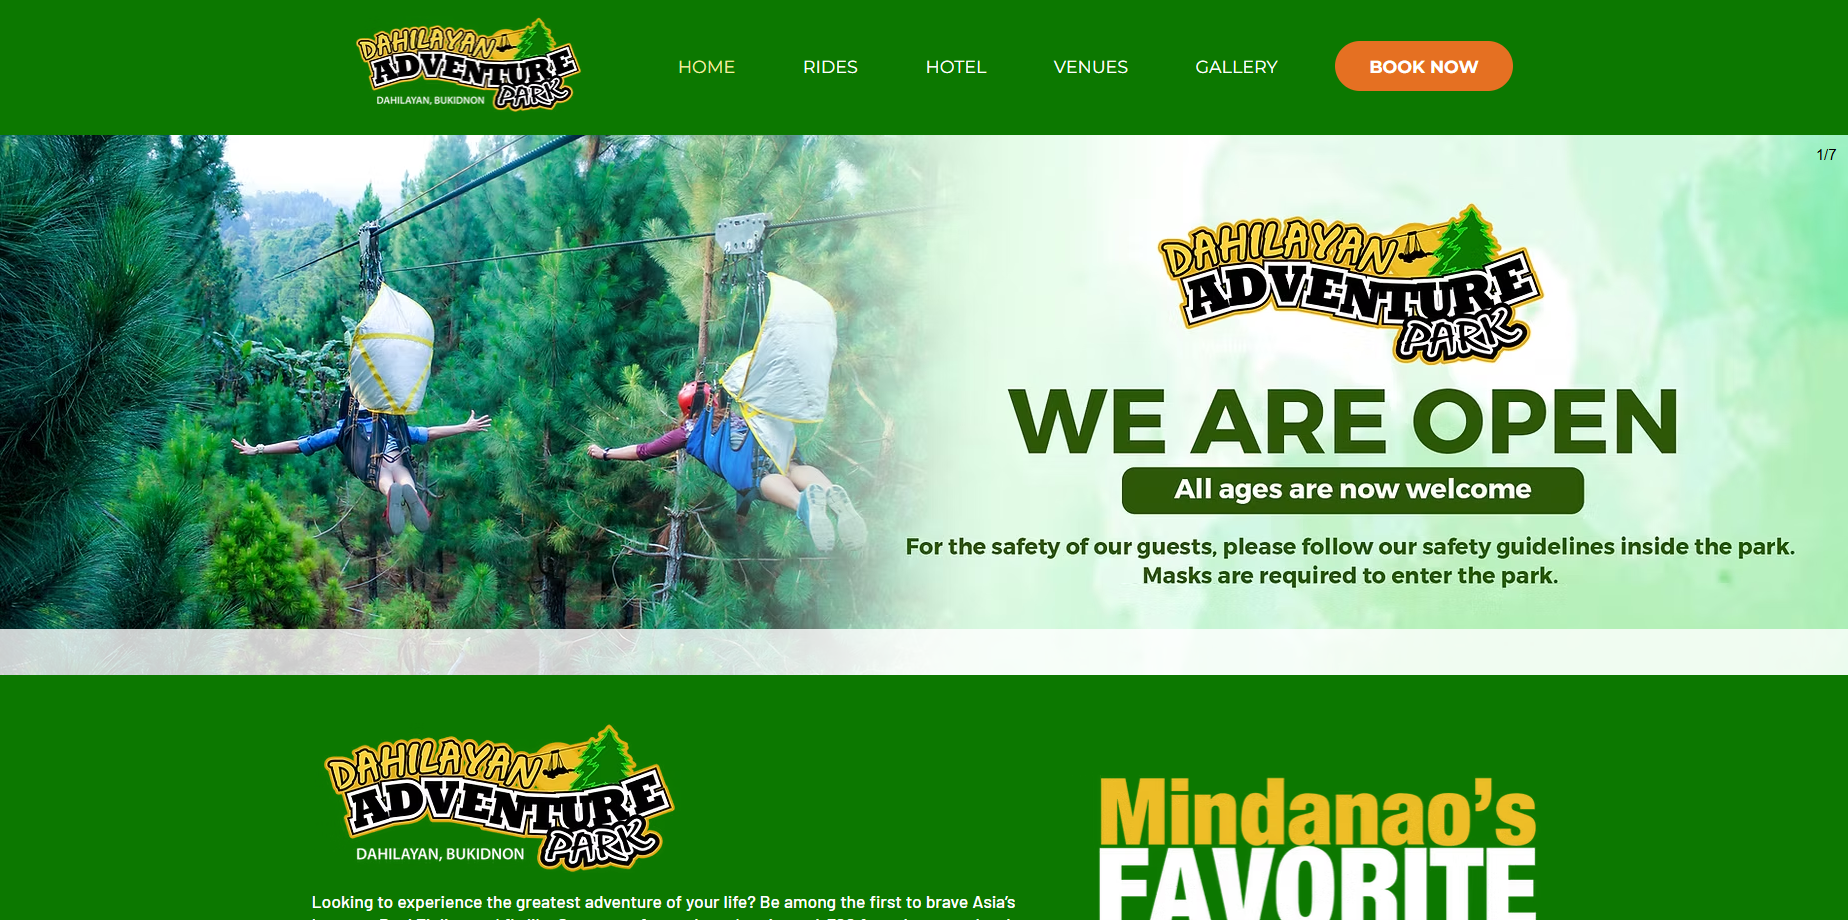 DAHILAYAN
ADVENTURE
PARK
DAHILAYAN, BUKIDNON
HOME
RIDES
HOTEL
VENUES
GALLERY
BOOK NOW
1/7
DAHILAYAN
ADVENTURE
PARK
WE ARE OPEN
All ages are now welcome
For the safety of our guests, please follow our safety guidelines inside the park.
Masks are required to enter the park.
DAHILAYAN
ADVENTURE
PARK
DAHILAYAN, BUKIDNON
Looking to experience the greatest adventure of your life? Be among the first to brave Asia's
Mindanao's
FAVORITE